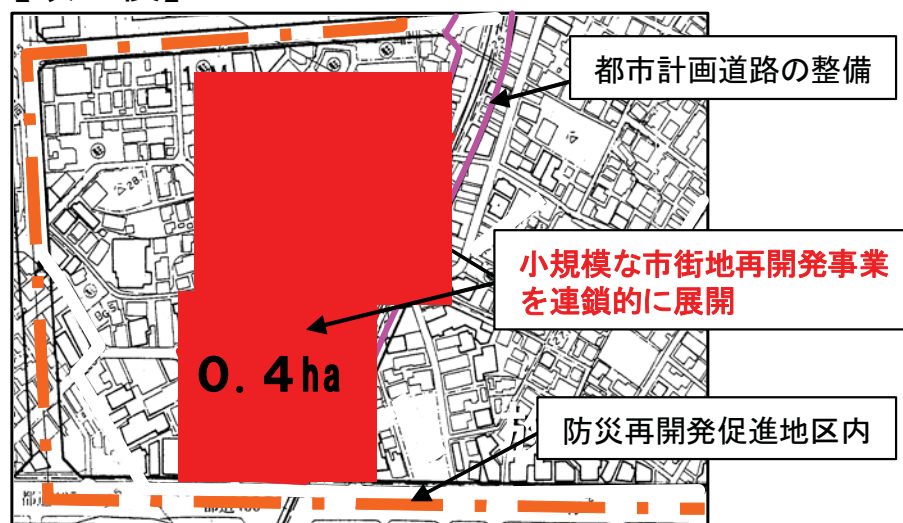 都市計画道路の整備
小規模な市街地再開発事業
を連鎖的に展開
0.4ha
防災再開発促進地区内